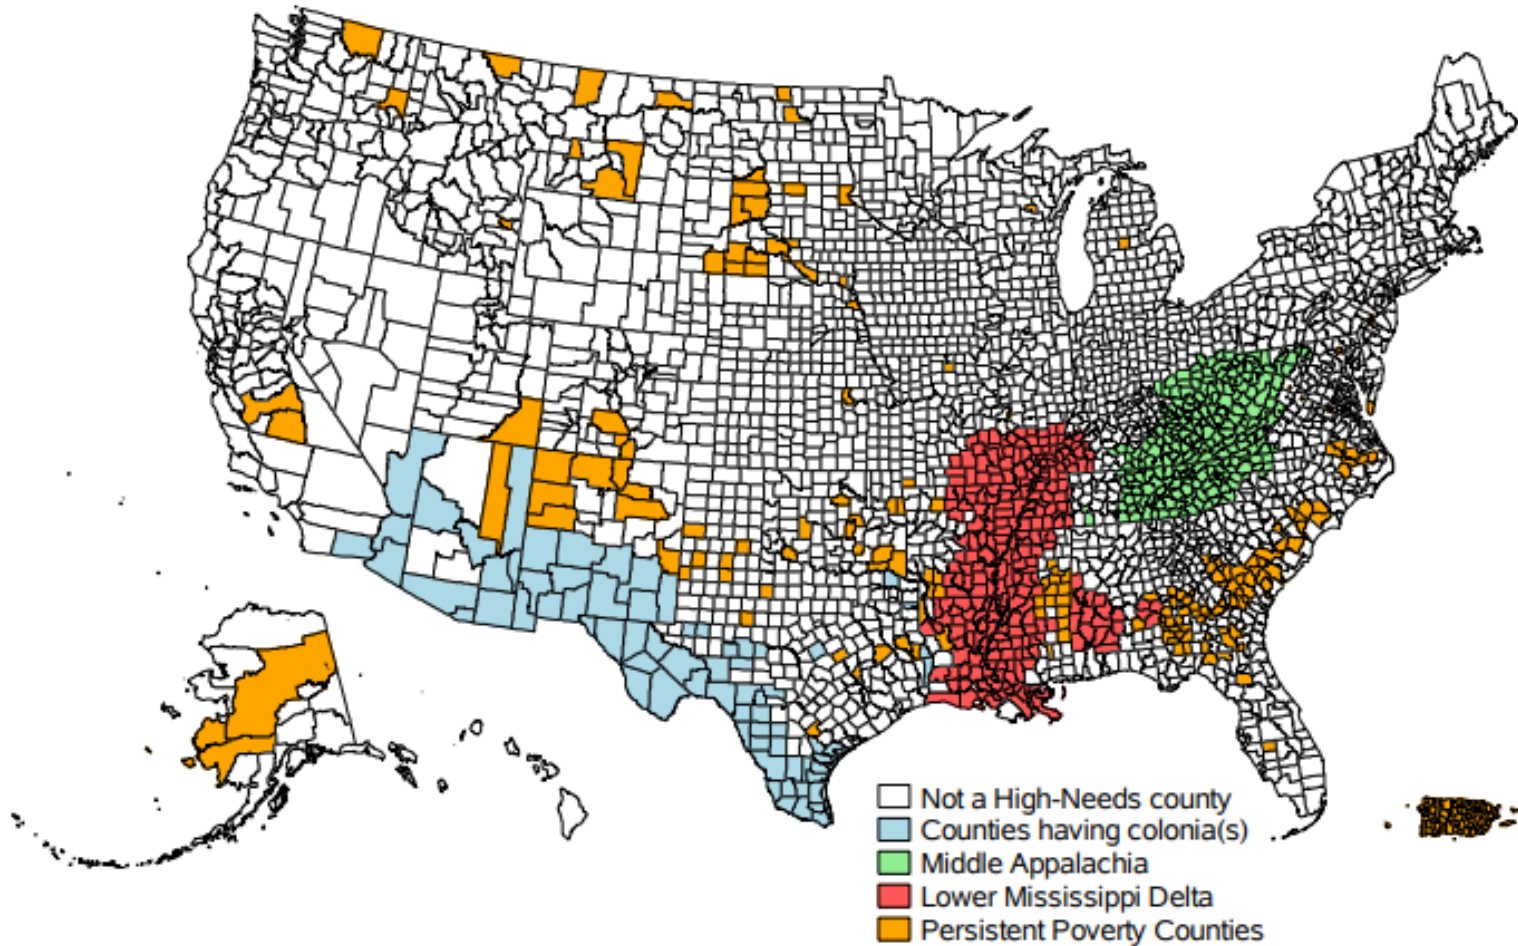 Not a High-Needs county
Counties having colonia(s)
Middle Appalachia
Lower Mississippi Delta
Persistent Poverty Counties